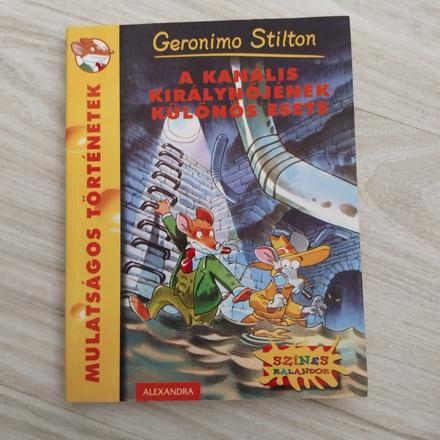 Geronimo Stilton
A KANÁLIS
KIRÁLYNŐJÉNEK
KÜLÖNÖS ESETE
MULATSÁGOS TÖRTÉNETEK
SZÍNES
KALANDOK
ALEXANDRA